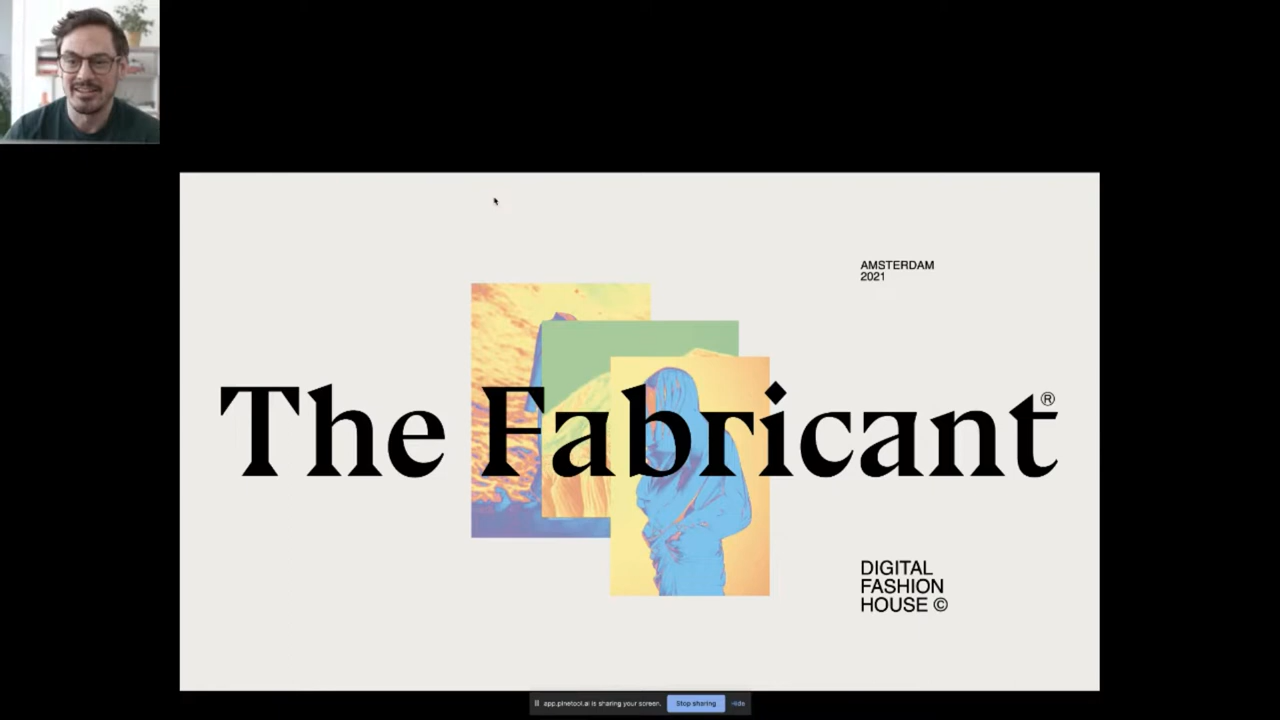 AMSTERDAM
2021
The Fabricant ®
DIGITAL
FASHION
HOUSE ©
app.pinetool.ai is sharing your screen.
Stop sharing
Hide